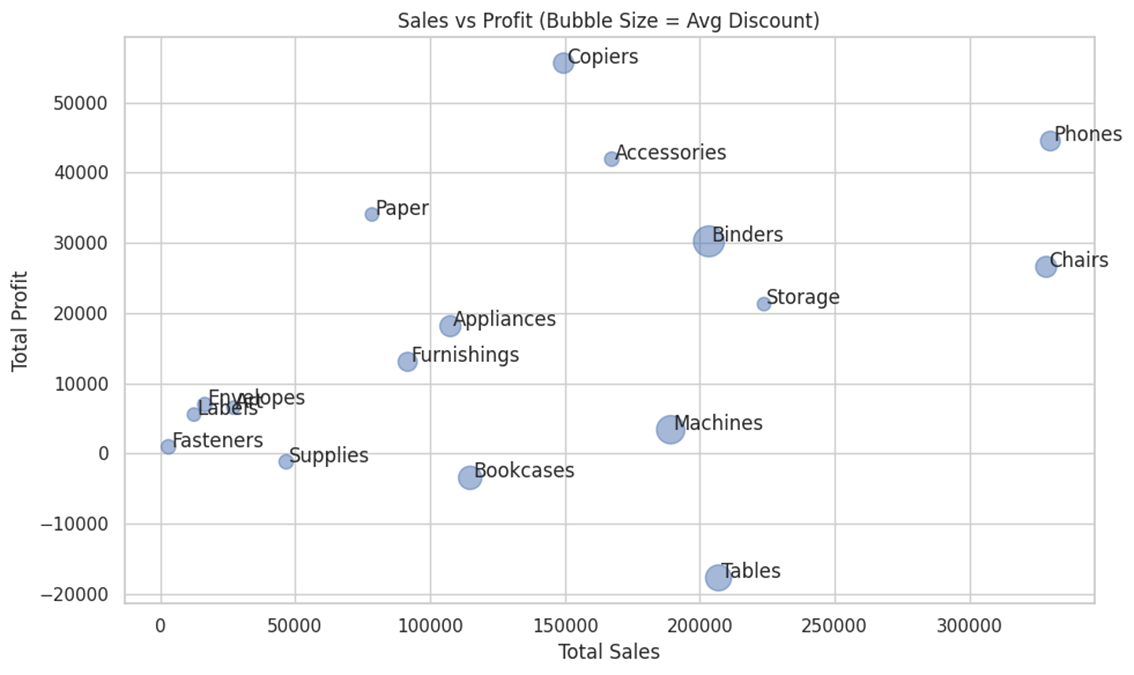 Sales vs Profit (Bubble Size = Avg Discount)
Copiers
50000
Phones
Accessories
40000
Paper
Binders
30000
Chairs
Storage
20000
Appliances
Furnishings
10000
Envelopes
Art
Labels
Fasteners
Supplies
0
Machines
Bookcases
−10000
Tables
−20000
Total Profit
0 50000 100000 150000 200000 250000 300000
Total Sales